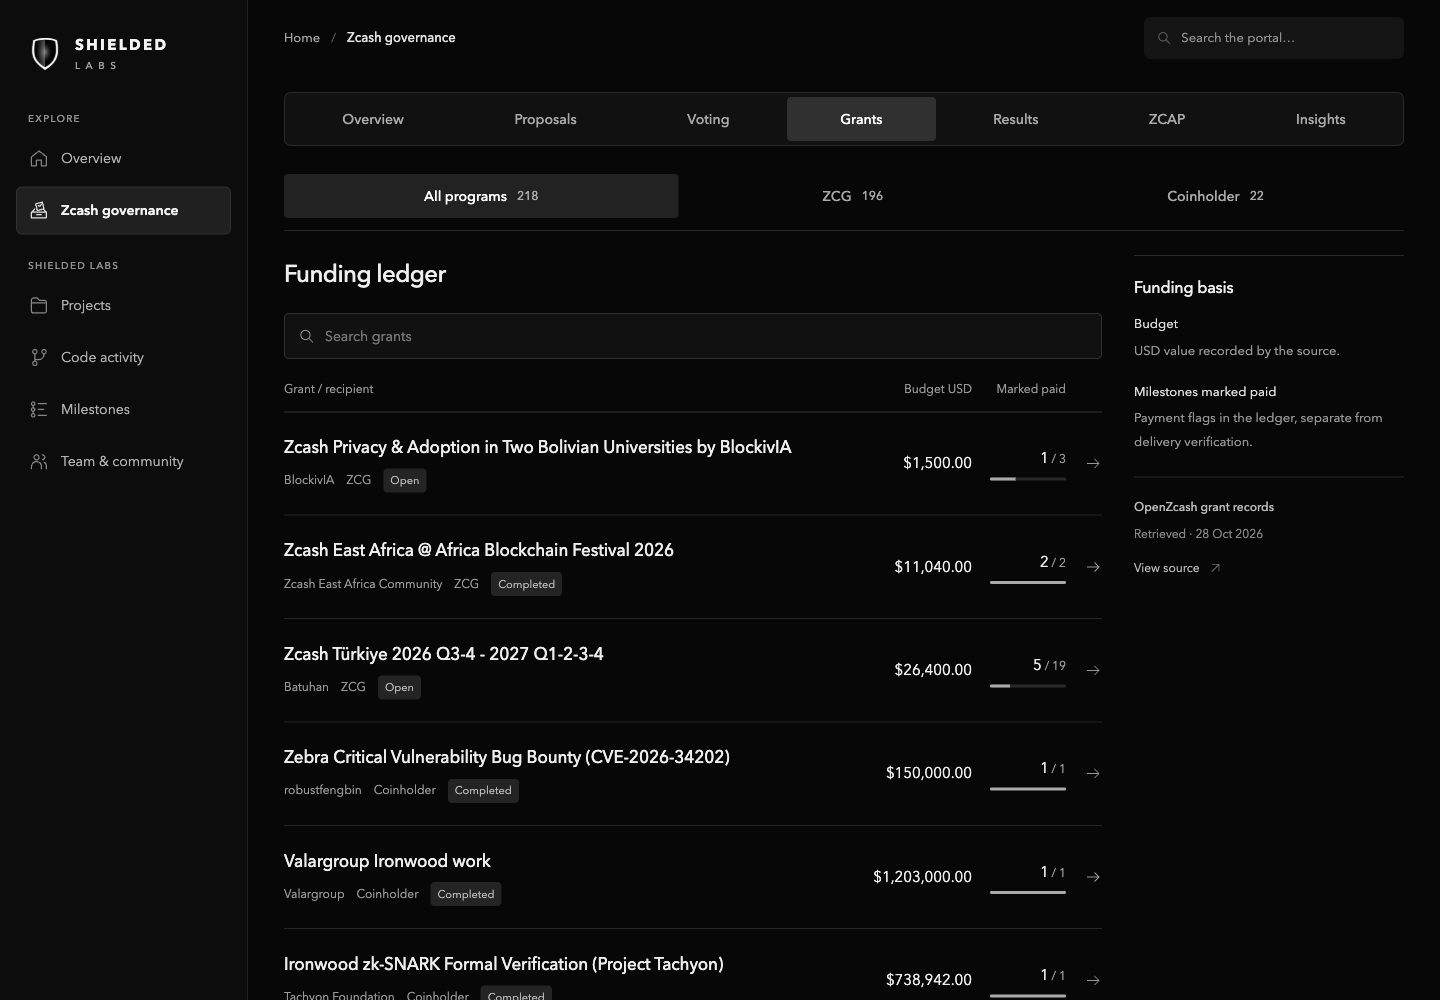 SHIELDED
LABS
EXPLORE
Overview
Zcash governance
SHIELDED LABS
Projects
Code activity
Milestones
Team & community
Home / Zcash governance
Search the portal...
Overview Proposals Voting Grants Results ZCAP Insights
All programs 218 ZCG 196 Coinholder 22
Funding ledger
Search grants
Grant / recipient Budget USD Marked paid
Zcash Privacy & Adoption in Two Bolivian Universities by BlockivIA
BlockivIA ZCG Open
$1,500.00 1 / 3
Zcash East Africa @ Africa Blockchain Festival 2026
Zcash East Africa Community ZCG Completed
$11,040.00 2 / 2
Zcash Türkiye 2026 Q3-4 - 2027 Q1-2-3-4
Batuhan ZCG Open
$26,400.00 5 / 19
Zebra Critical Vulnerability Bug Bounty (CVE-2026-34202)
robustfengbin Coinholder Completed
$150,000.00 1 / 1
Valargroup Ironwood work
Valargroup Coinholder Completed
$1,203,000.00 1 / 1
Ironwood zk-SNARK Formal Verification (Project Tachyon)
Tachyon Foundation Coinholder Completed
$738,942.00 1 / 1
Funding basis
Budget
USD value recorded by the source.
Milestones marked paid
Payment flags in the ledger, separate from
delivery verification.
OpenZcash grant records
Retrieved · 28 Oct 2026
View source